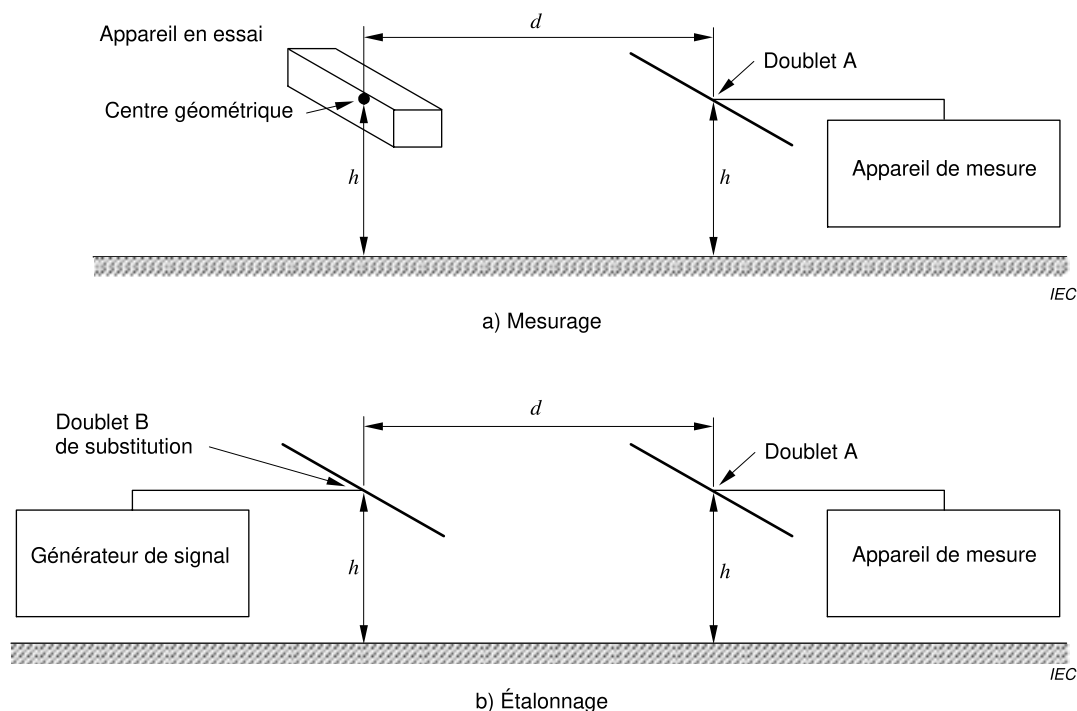 d
Appareil en essai
Doublet A
Centre géométrique
Appareil de mesure
h
h
IEC
a) Mesurage
d
Doublet B
de substitution
Doublet A
Générateur de signal
Appareil de mesure
h
h
IEC
b) Étalonnage